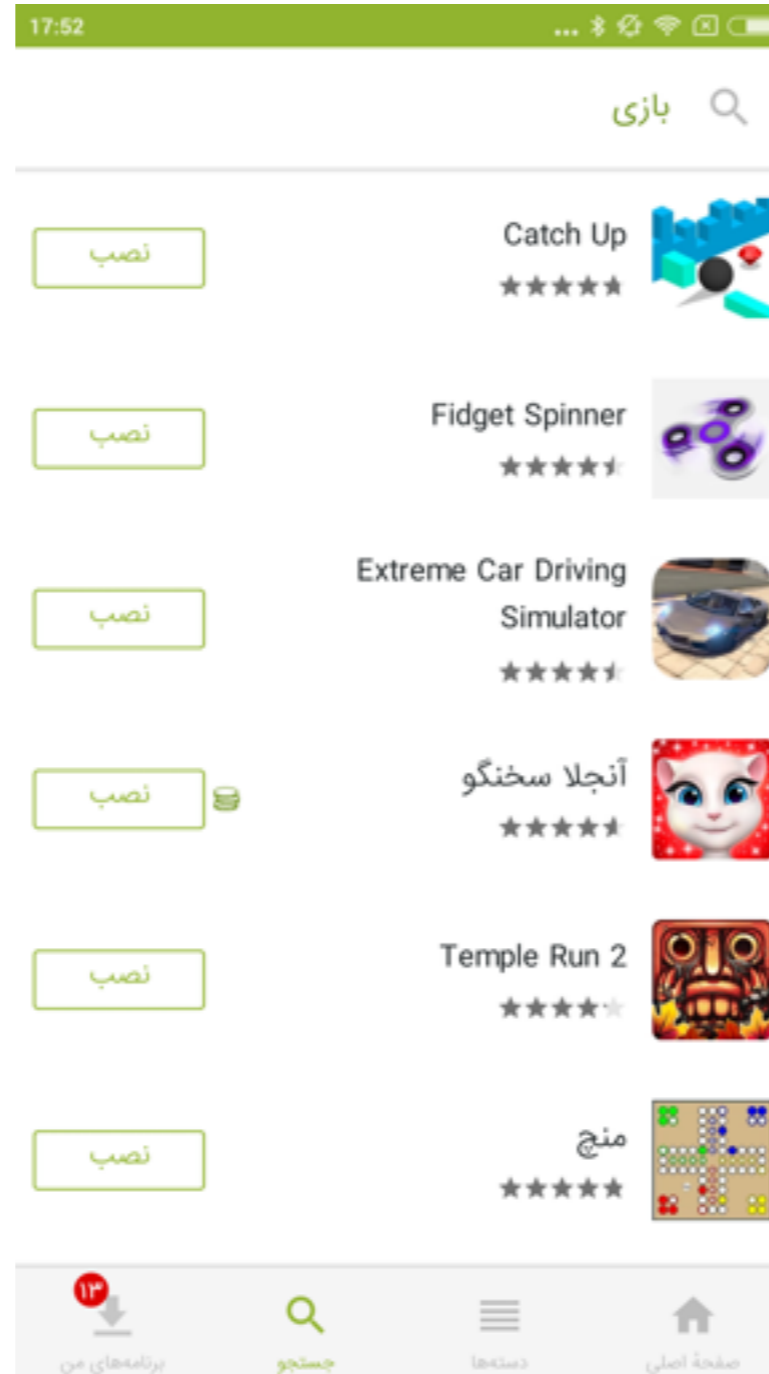 17:52
بازی
Catch Up
نصب
Fidget Spinner
نصب
Extreme Car Driving
Simulator
نصب
آنجلا سخنگو
نصب
Temple Run 2
نصب
منچ
نصب
صفحهٔ اصلی
دسته‌ها
جستجو
۱۳
برنامه‌های من